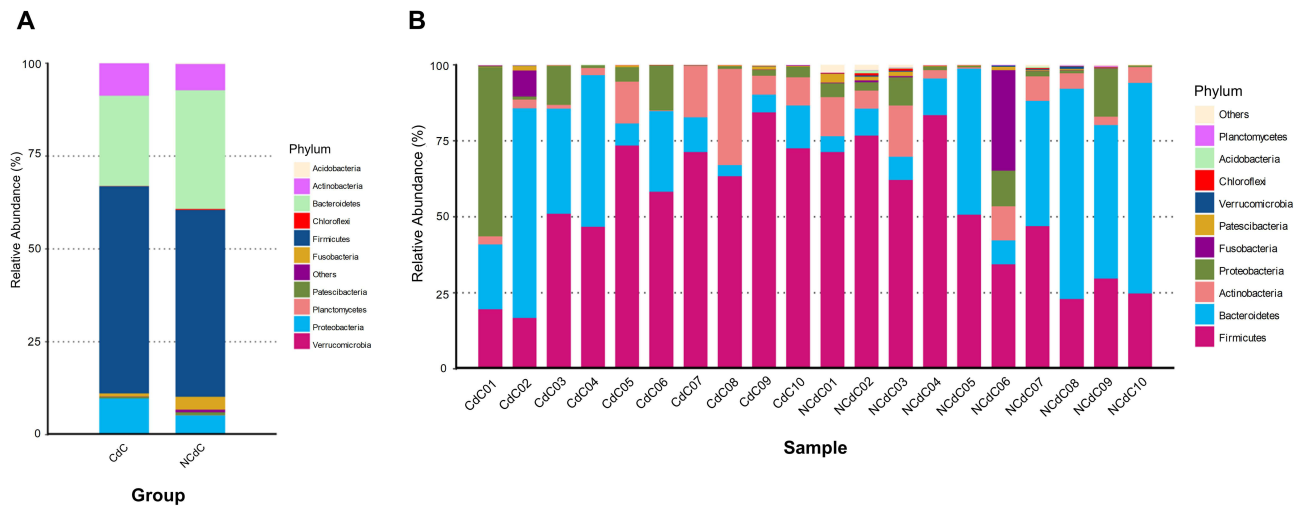 A
Relative Abundance (%)
100
75
50
25
0
CdC
NCdC
Group
Phylum
Acidobacteria
Actinobacteria
Bacteroidetes
Chloroflexi
Firmicutes
Fusobacteria
Others
Patescibacteria
Planctomycetes
Proteobacteria
Verrucomicrobia
B
Relative Abundance (%)
100
75
50
25
0
CdC01
CdC02
CdC03
CdC04
CdC05
CdC06
CdC07
CdC08
CdC09
CdC10
NCdC01
NCdC02
NCdC03
NCdC04
NCdC05
NCdC06
NCdC07
NCdC08
NCdC09
NCdC10
Sample
Phylum
Others
Planctomycetes
Acidobacteria
Chloroflexi
Verrucomicrobia
Patescibacteria
Fusobacteria
Proteobacteria
Actinobacteria
Bacteroidetes
Firmicutes